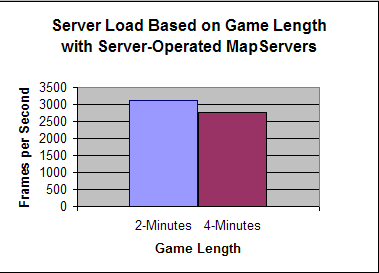 Server Load Based on Game Length
with Server-Operated MapServers
Frames per Second
3500
3000
2500
2000
1500
1000
500
0
2-Minutes 4-Minutes
Game Length